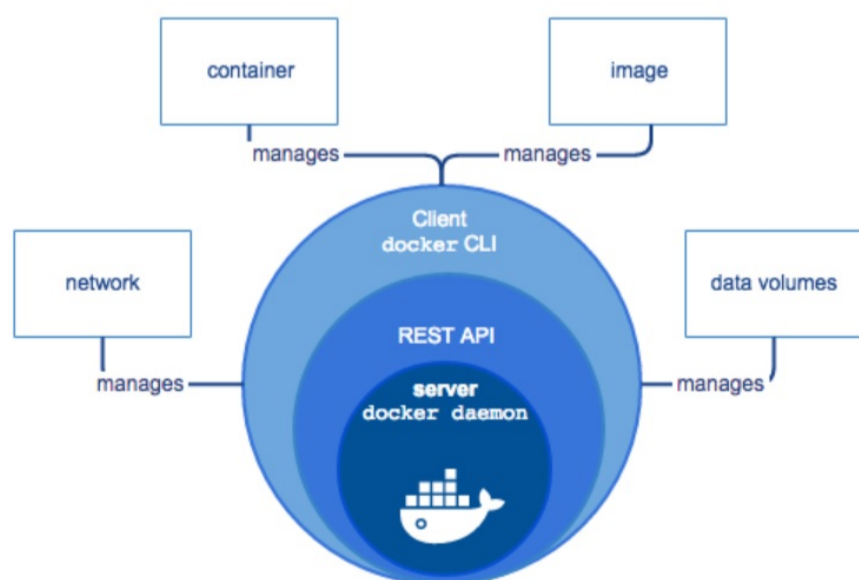 container
image
manages
manages
Client
docker CLI
network
data volumes
REST API
manages
manages
server
docker daemon